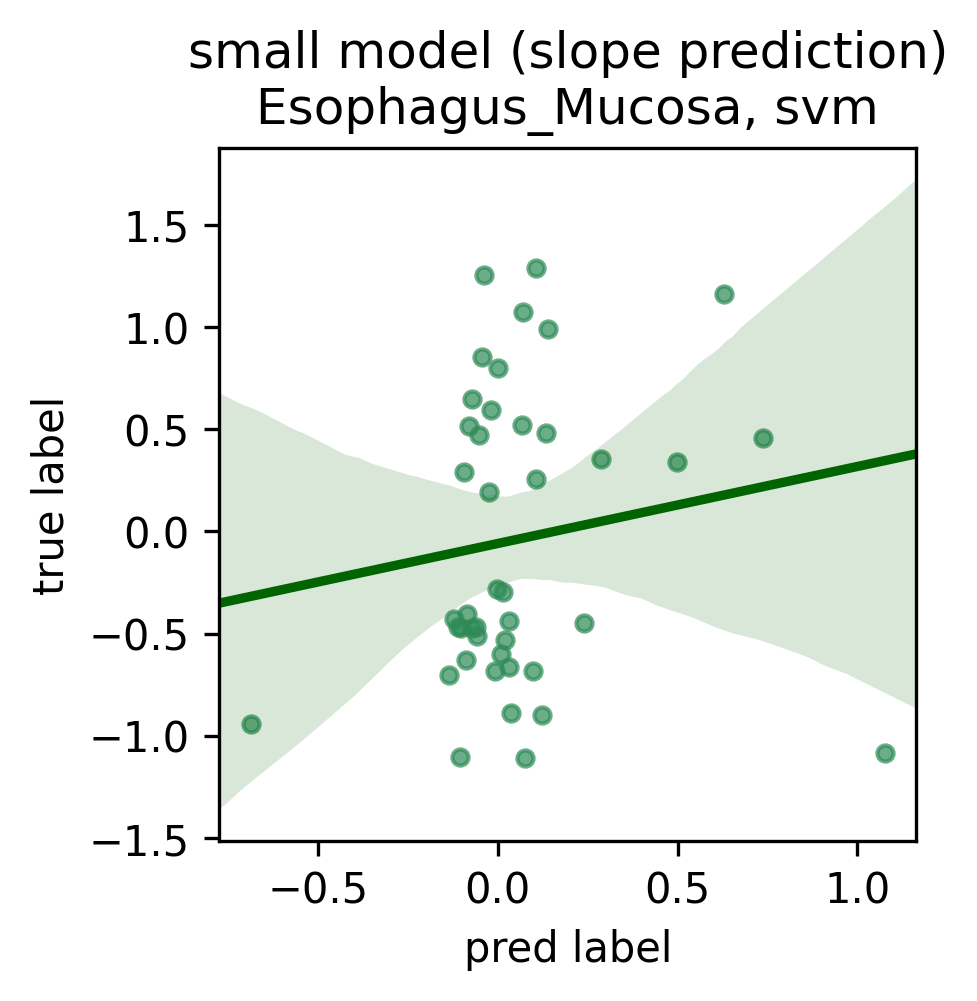 small model (slope prediction)
Esophagus_Mucosa, svm
1.5
1.0
0.5
0.0
−0.5
−1.0
−1.5
true label
−0.5
0.0
0.5
1.0
pred label